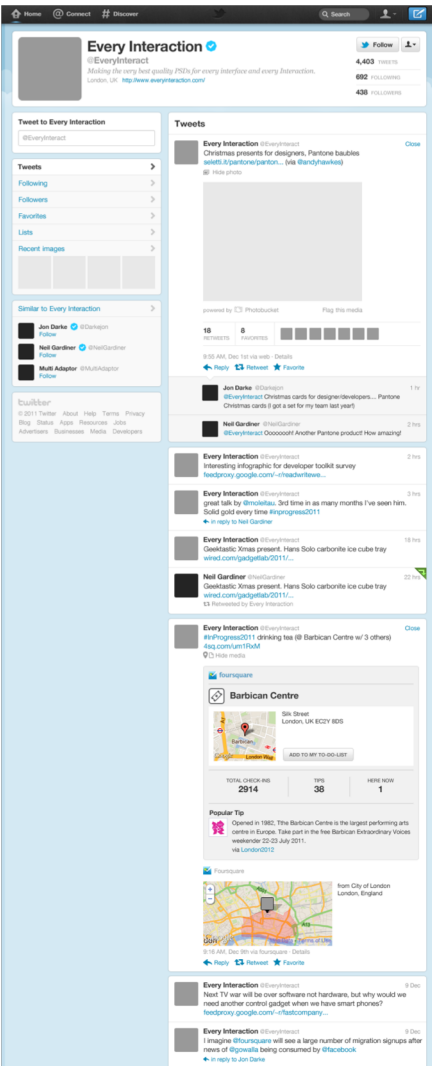 Home @ Connect # Discover Search
Every Interaction
@EveryInteract
Making the very best quality PSDs for every interface and every Interaction.
London, UK http://www.everyinteraction.com/
Follow
4,403 TWEETS
692 FOLLOWING
438 FOLLOWERS
Tweet to Every Interaction
@EveryInteract
Tweets
Following
Followers
Favorites
Lists
Recent images
Similar to Every Interaction
Jon Darke @Darkejon
Follow
Neil Gardiner @NeilGardiner
Follow
Multi Adaptor @MultiAdaptor
Follow
twitter
© 2011 Twitter About Help Terms Privacy
Blog Status Apps Resources Jobs
Advertisers Businesses Media Developers
Tweets
Every Interaction @EveryInteract Close
Christmas presents for designers, Pantone baubles
seletti.it/pantone/panton... (via @andyhawkes)
Hide photo
powered by Photobucket Flag this media
18 RETWEETS
8 FAVORITES
9:55 AM, Dec 1st via web · Details
Reply Retweet Favorite
Jon Darke @Darkejon 1 hr
@EveryInteract Christmas cards for designer/developers.... Pantone
Christmas cards (I got a set for my team last year!)
Neil Gardiner @EveryInteract 2 hrs
@EveryInteract Ooooooh! Another Pantone product! How amazing!
Every Interaction @EveryInteract 2 hrs
Interesting infographic for developer toolkit survey
feedproxy.google.com/~r/readwritewe...
Every Interaction @EveryInteract 3 hrs
great talk by @moleitau. 3rd time in as many months I've seen him.
Solid gold every time #inprogress2011
in reply to Neil Gardiner
Every Interaction @EveryInteract 18 hrs
Geektastic Xmas present. Hans Solo carbonite ice cube tray
wired.com/gadgetlab/2011/...
Neil Gardiner @NeilGardiner 22 hrs
Geektastic Xmas present. Hans Solo carbonite ice cube tray
wired.com/gadgetlab/2011/...
Retweeted by Every Interaction
Every Interaction @EveryInteract Close
#InProgress2011 drinking tea (@ Barbican Centre w/ 3 others)
4sq.com/um1RxM
Hide media
foursquare
Barbican Centre
Barbican
Google London Wall
Silk Street
London, UK EC2Y 8DS
ADD TO MY TO-DO-LIST
TOTAL CHECK-INS
2914
TIPS
38
HERE NOW
1
Popular Tip
Opened in 1982, Tthe Barbican Centre is the largest performing arts
centre in Europe. Take part in the free Barbican Extraordinary Voices
weekender 22-23 July 2011.
via London2012
Foursquare
from City of London
London, England
9:18 AM, Dec 9th via foursquare · Details
Reply Retweet Favorite
Every Interaction @EveryInteract 9 Dec
Next TV war will be over software not hardware, but why would we
need another control gadget when we have smart phones?
feedproxy.google.com/~r/fastcompany...
Every Interaction @EveryInteract 9 Dec
I imagine @foursquare will see a large number of migration signups after
news of @gowalla being consumed by @facebook
in reply to Jon Darke